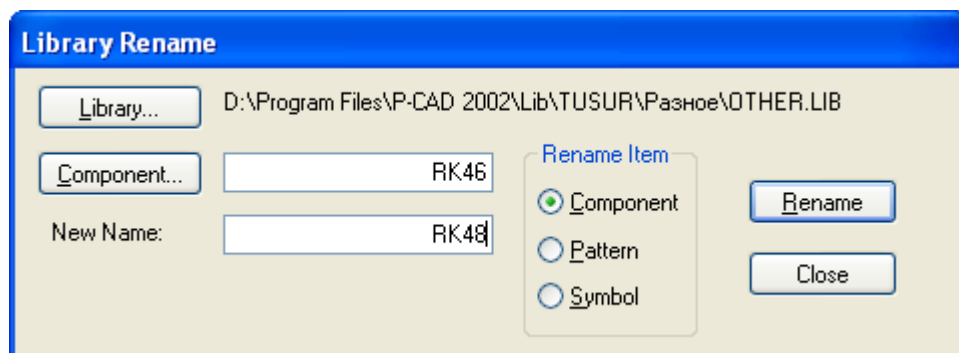 Library Rename
Library... D:\Program Files\P-CAD 2002\Lib\TUSUR\Разное\OTHER.LIB
Component... RK46
New Name: RK48
Rename Item
Component
Pattern
Symbol
Rename
Close